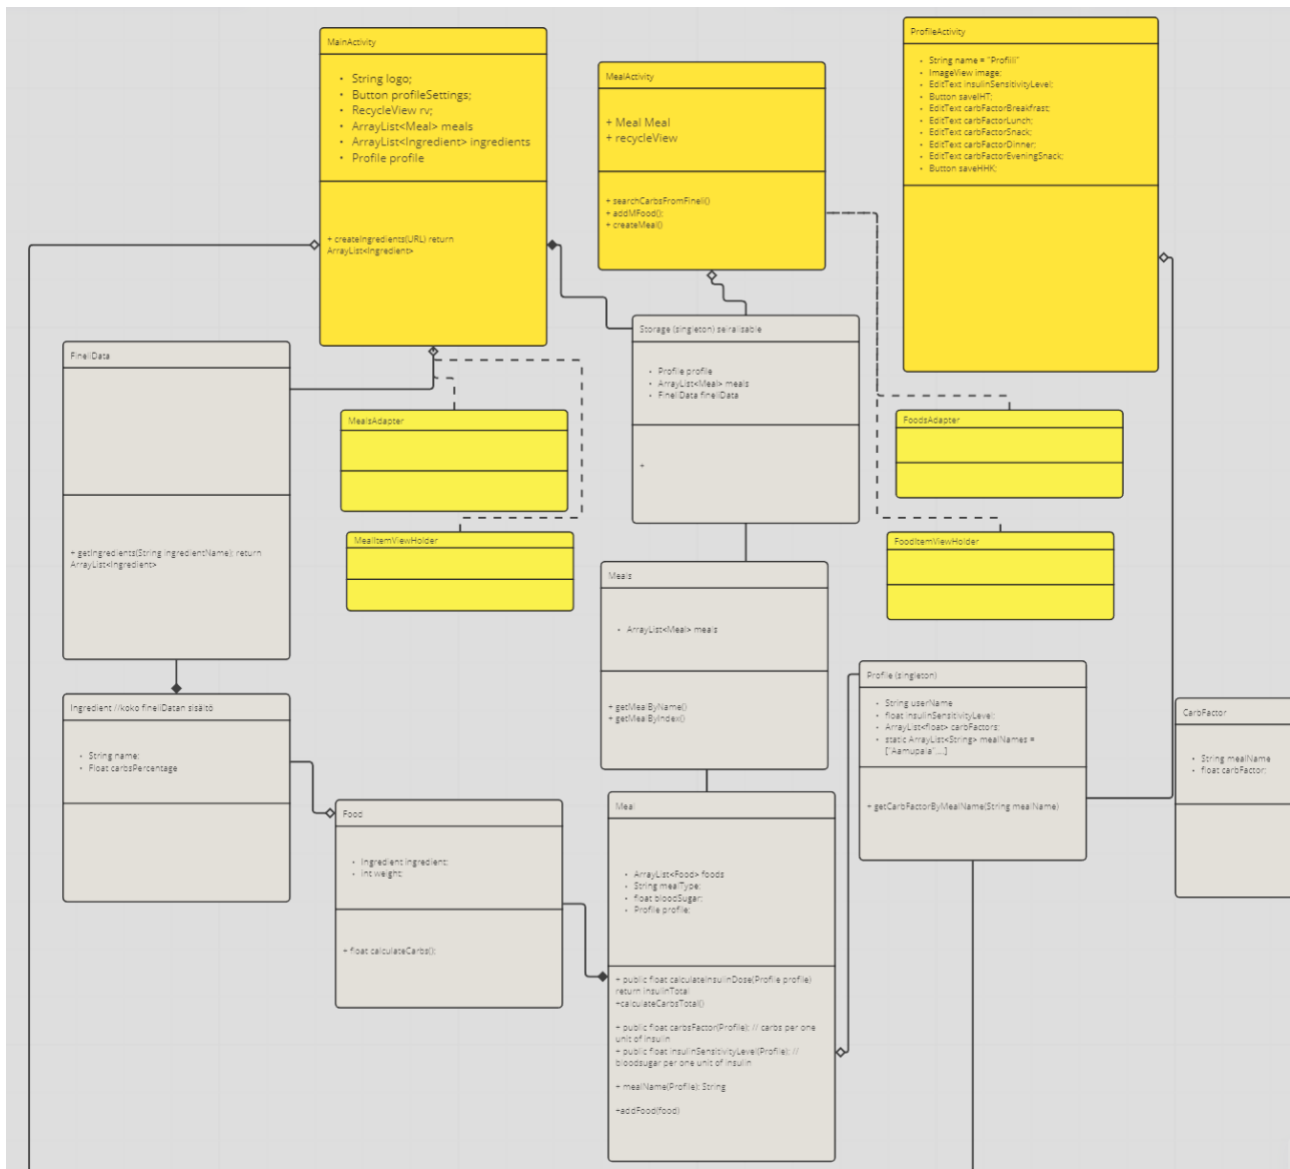 MainActivity
String logo;
Button profileSettings;
RecycleView rv;
ArrayList<Meal> meals
ArrayList<Ingredient> ingredients
Profile profile
+ createIngredients(URL) return
ArrayList<Ingredient>
MealActivity
+ Meal Meal
+ recycleView
+ searchCarbsFromFineli()
+ addMFood();
+ createMeal()
ProfileActivity
String name = "Profiili"
ImageView image;
EditText insulinSensitivityLevel;
Button saveIHT;
EditText carbFactorBreakfrast;
EditText carbFactorLunch;
EditText carbFactorSnack;
EditText carbFactorDinner;
EditText carbFactorEveningSnack;
Button saveHHK;
FineliData
+ getIngredients(String ingredientName): return
ArrayList<Ingredient>
MealsAdapter
MealItemViewHolder
Storage (singleton) seiralisable
Profile profile
ArrayList<Meal> meals
FineliData fineliData
+
FoodsAdapter
FoodItemViewHolder
Meals
ArrayList<Meal> meals
+ getMealByName()
+ getMealByIndex()
Ingredient //koko fineliDatan sisältö
String name;
Float carbsPercentage
Food
Ingredient ingredient;
int weight
+ float calculateCarbs();
Meal
ArrayList<Food> foods
String mealType;
float bloodSugar;
Profile profile;
+ public float calculateInsulinDose(Profile profile)
return insulinTotal
+calculateCarbsTotal()
+ public float carbsFactor(Profile); // carbs per one
unit of insulin
+ public float insulinSensitivityLevel(Profile); //
bloodsugar per one unit of insulin
+ mealName(Profile): String
+addFood(food)
Profile (singleton)
String userName
float insulinSensitivityLevel;
ArrayList<float> carbFactors;
static ArrayList<String> mealNames =
["Aamupala"....]
+ getCarbFactorByMealName(String mealName)
CarbFactor
String mealName
float carbFactor;